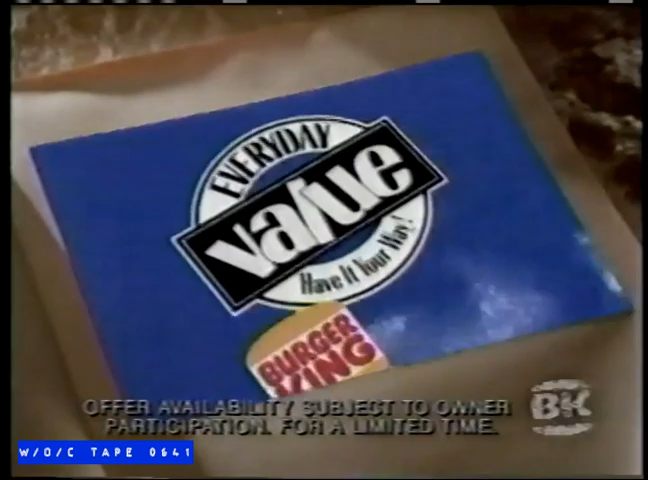 EVERYDAY
value
Have It Your Way!
BURGER
KING
OFFER AVAILABILITY SUBJECT TO OWNER
PARTICIPATION. FOR A LIMITED TIME.
BK
W/O/C TAPE 0641